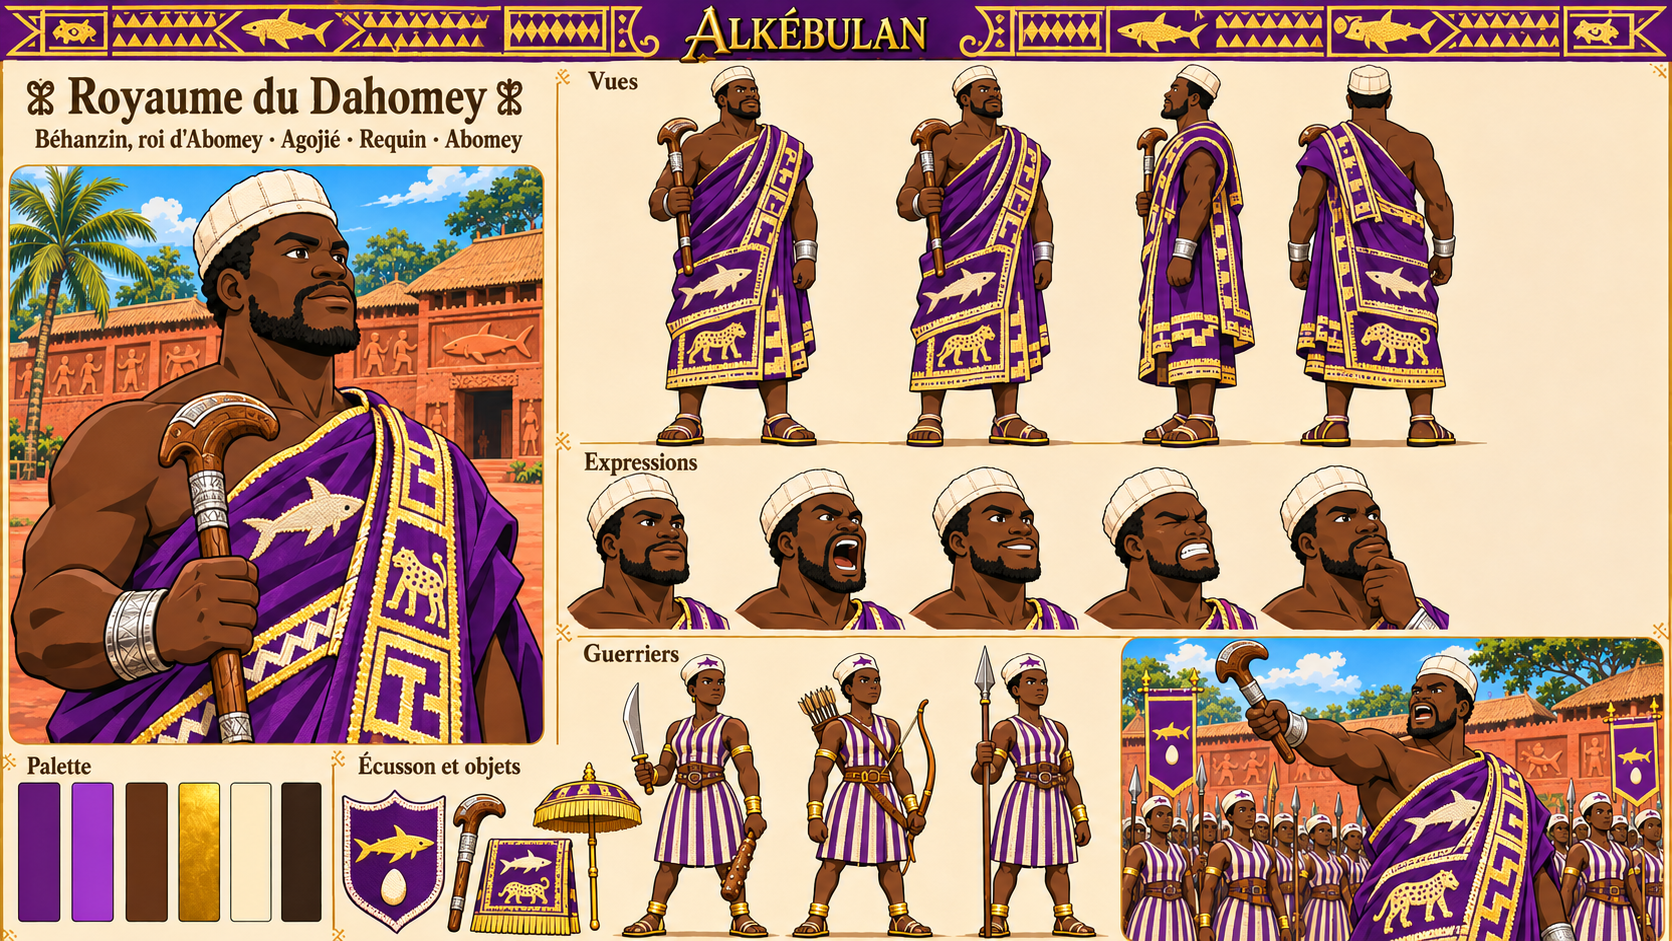 ALKÉBULAN
Royaume du Dahomey
Béhanzin, roi d'Abomey · Agojié · Requin · Abomey
Vues
Expressions
Guerriers
Palette
Écusson et objets